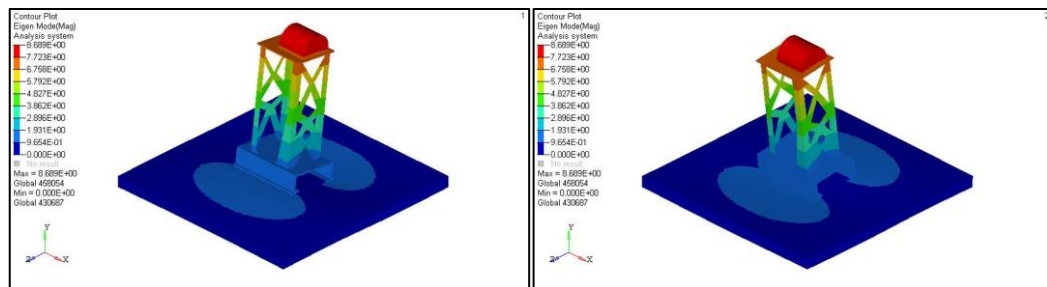 Contour Plot
Eigen Mode(Mag)
Analysis system
8.689E+00
7.723E+00
6.758E+00
5.792E+00
4.827E+00
3.862E+00
2.896E+00
1.931E+00
9.654E-01
0.000E+00
No result
Max = 8.689E+00
Global 458054
Min = 0.000E+00
Global 430687
Y
Z
X
1
Contour Plot
Eigen Mode(Mag)
Analysis system
8.689E+00
7.723E+00
6.758E+00
5.792E+00
4.827E+00
3.862E+00
2.896E+00
1.931E+00
9.654E-01
0.000E+00
No result
Max = 8.689E+00
Global 458054
Min = 0.000E+00
Global 430687
Y
Z
X
2